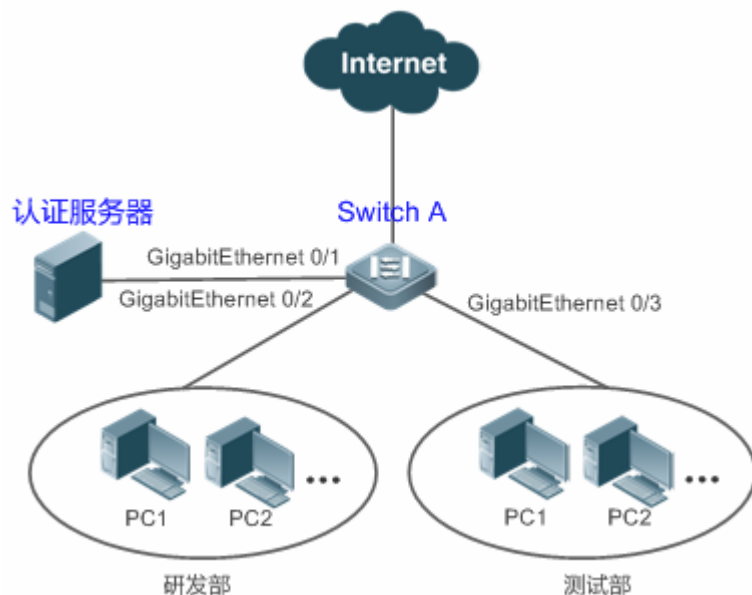 Internet
认证服务器
Switch A
GigabitEthernet 0/1
GigabitEthernet 0/2
GigabitEthernet 0/3
PC1
PC2
...
PC1
PC2
...
研发部
测试部